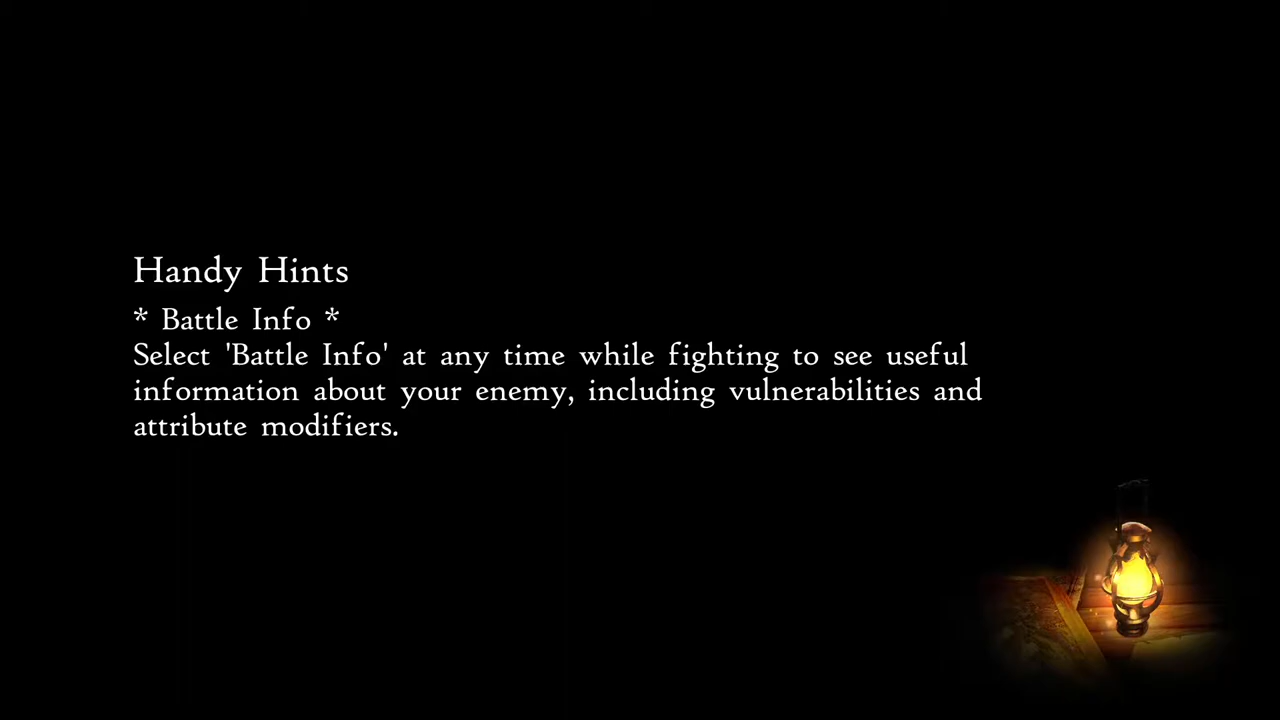 Handy Hints
* Battle Info *
Select 'Battle Info' at any time while fighting to see useful
information about your enemy, including vulnerabilities and
attribute modifiers.